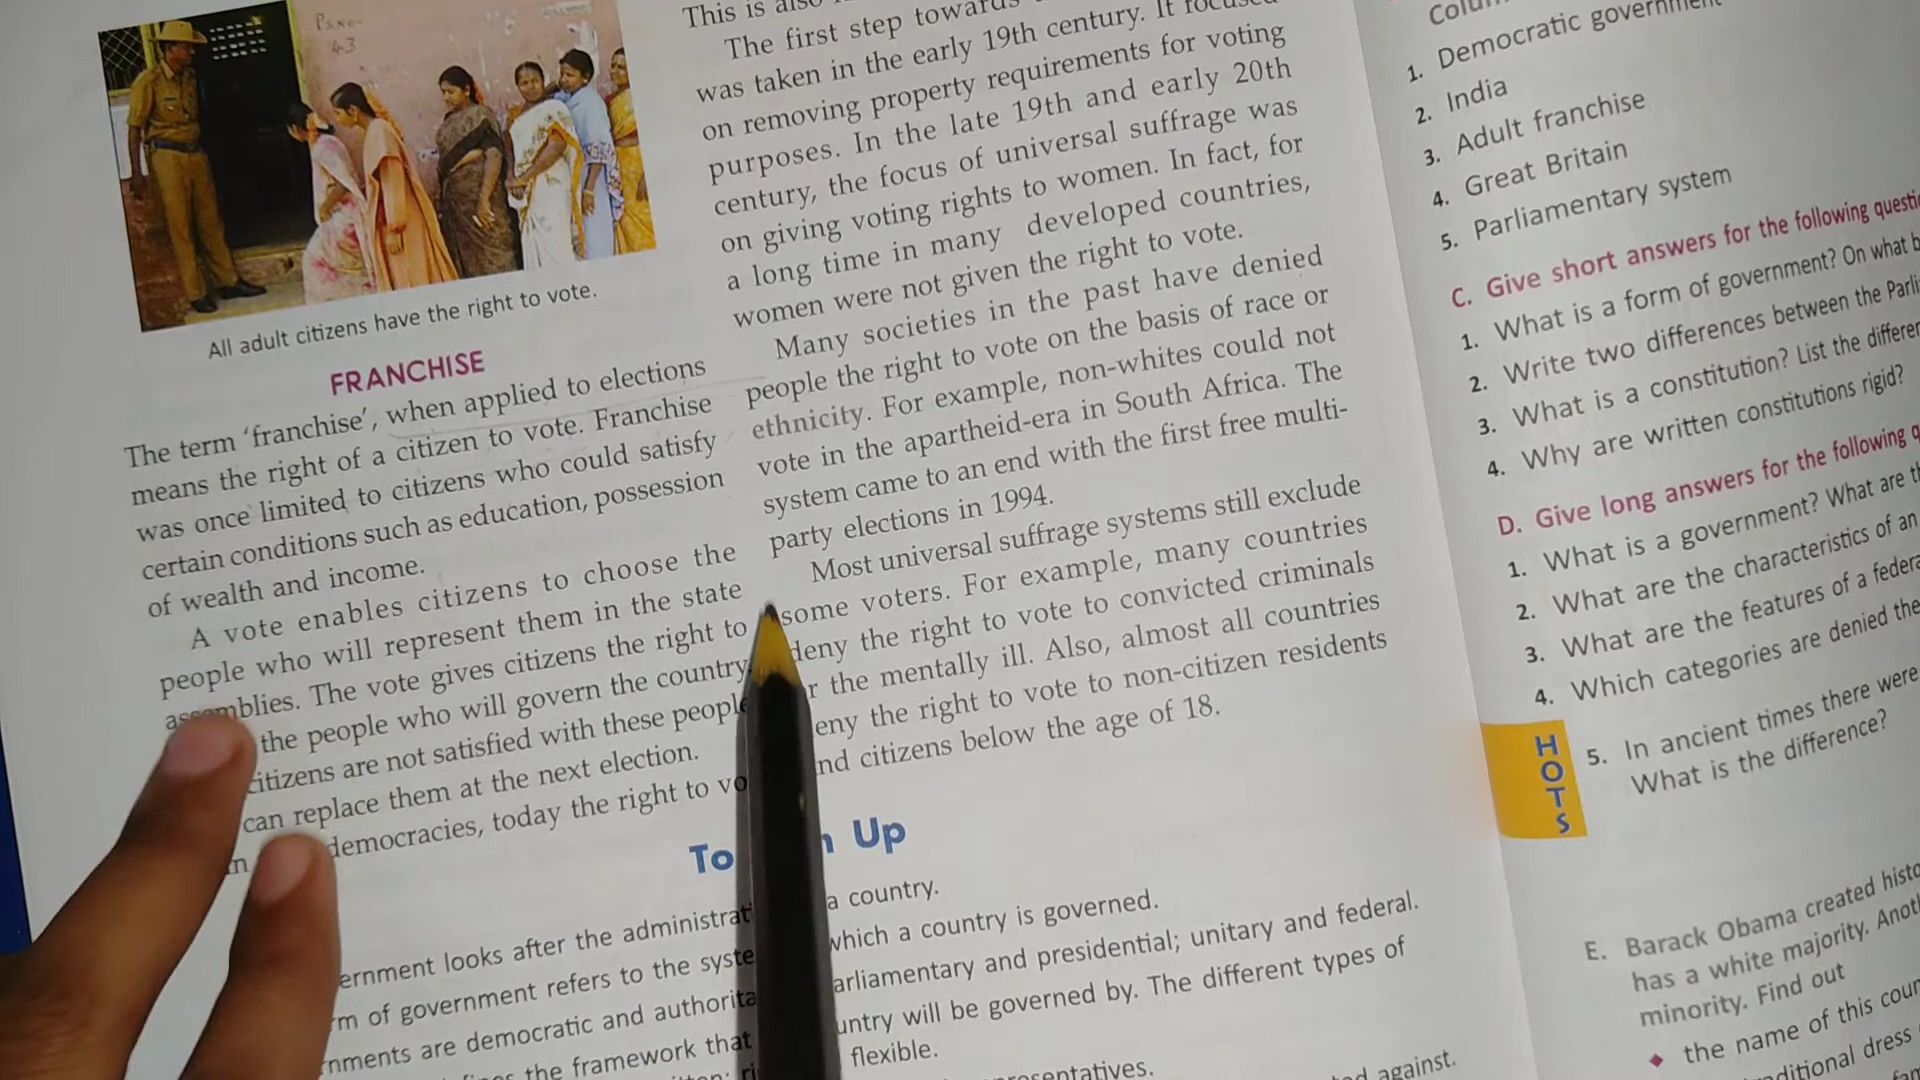 PS.NO-
43
All adult citizens have the right to vote.
FRANCHISE
The term ‘franchise’, when applied to elections
means the right of a citizen to vote. Franchise
was once limited to citizens who could satisfy
certain conditions such as education, possession
of wealth and income.
A vote enables citizens to choose the
people who will represent them in the state
assemblies. The vote gives citizens the right to
the people who will govern the country.
citizens are not satisfied with these people
can replace them at the next election.
democracies, today the right to
This is also
The first step towards
was taken in the early 19th century. It focused
on removing property requirements for voting
purposes. In the late 19th and early 20th
century, the focus of universal suffrage was
on giving voting rights to women. In fact, for
a long time in many developed countries,
women were not given the right to vote.
Many societies in the past have denied
people the right to vote on the basis of race or
ethnicity. For example, non-whites could not
vote in the apartheid-era in South Africa. The
system came to an end with the first free multi-
party elections in 1994.
Most universal suffrage systems still exclude
some voters. For example, many countries
deny the right to vote to convicted criminals
the mentally ill. Also, almost all countries
deny the right to vote to non-citizen residents
and citizens below the age of 18.
To Up
looks after the administrat a country.
of government refers to the which a country is governed.
are democratic and parliamentary and presidential; unitary and federal.
the framework that country will be governed by. The different types of
flexible.
against.
Democratic government
1.
2. India
3. Adult franchise
4. Great Britain
5. Parliamentary system
C. Give short answers for the following
1. What is a form of government? On what
2. Write two differences between the
3. What is a constitution? List the
4. Why are written constitutions rigid?
D. Give long answers for the following
1. What is a government? What are
2. What are the characteristics of an
3. What are the features of a
4. Which categories are denied the
HOTS
5. In ancient times there were
What is the difference?
E. Barack Obama created
has a white majority.
minority. Find out
◆ the name of this
dress